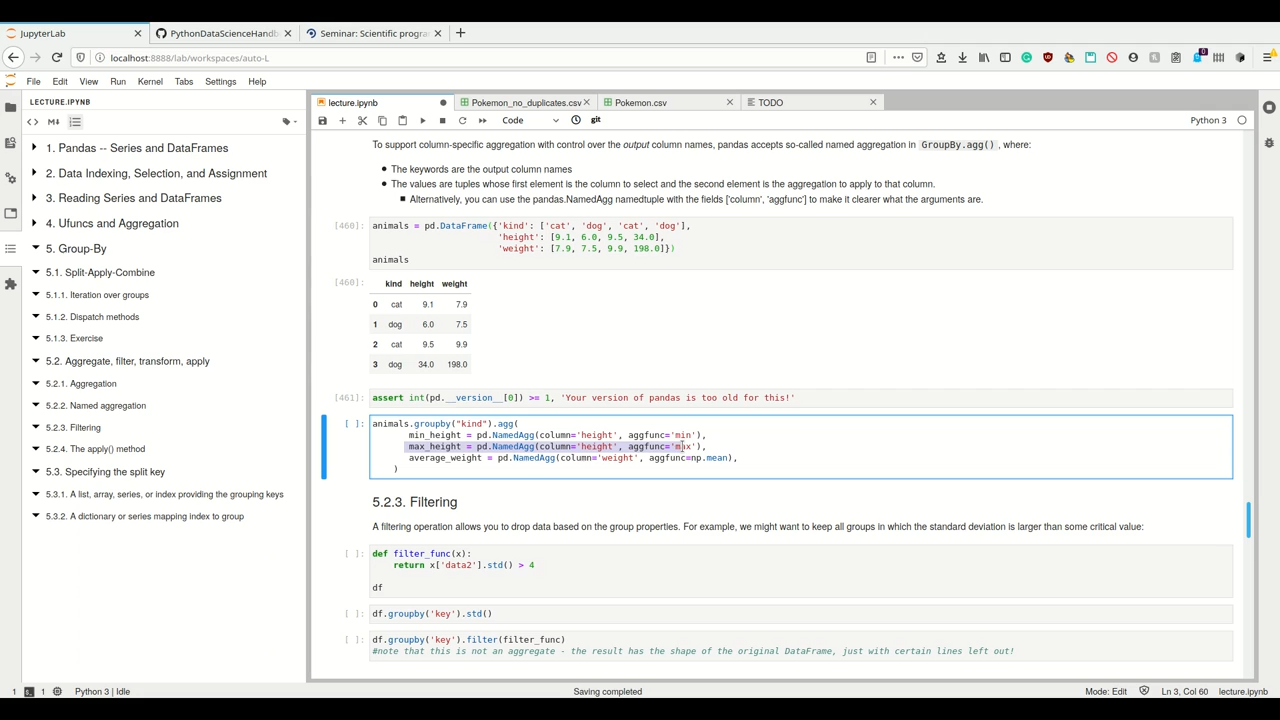 JupyterLab
PythonDataScienceHandb
Seminar: Scientific progra
localhost:8888/lab/workspaces/auto-L
File Edit View Run Kernel Tabs Settings Help
LECTURE.IPYNB
1. Pandas -- Series and DataFrames
2. Data Indexing, Selection, and Assignment
3. Reading Series and DataFrames
4. Ufuncs and Aggregation
5. Group-By
5.1. Split-Apply-Combine
5.1.1. Iteration over groups
5.1.2. Dispatch methods
5.1.3. Exercise
5.2. Aggregate, filter, transform, apply
5.2.1. Aggregation
5.2.2. Named aggregation
5.2.3. Filtering
5.2.4. The apply() method
5.3. Specifying the split key
5.3.1. A list, array, series, or index providing the grouping keys
5.3.2. A dictionary or series mapping index to group
lecture.ipynb
Pokemon_no_duplicates.csv
Pokemon.csv
TODO
Code
git
Python 3
To support column-specific aggregation with control over the output column names, pandas accepts so-called named aggregation in GroupBy.agg(), where:
The keywords are the output column names
The values are tuples whose first element is the column to select and the second element is the aggregation to apply to that column.
Alternatively, you can use the pandas.NamedAgg namedtuple with the fields ['column', 'aggfunc'] to make it clearer what the arguments are.
[460]: animals = pd.DataFrame({'kind': ['cat', 'dog', 'cat', 'dog'],
'height': [9.1, 6.0, 9.5, 34.0],
'weight': [7.9, 7.5, 9.9, 198.0]})
animals
[460]:
kind height weight
0 cat 9.1 7.9
1 dog 6.0 7.5
2 cat 9.5 9.9
3 dog 34.0 198.0
[461]: assert int(pd.__version__[0]) >= 1, 'Your version of pandas is too old for this!'
[ ]: animals.groupby("kind").agg(
min_height = pd.NamedAgg(column='height', aggfunc='min'),
max_height = pd.NamedAgg(column='height', aggfunc='max'),
average_weight = pd.NamedAgg(column='weight', aggfunc=np.mean),
)
5.2.3. Filtering
A filtering operation allows you to drop data based on the group properties. For example, we might want to keep all groups in which the standard deviation is larger than some critical value:
[ ]: def filter_func(x):
return x['data2'].std() > 4
df
[ ]: df.groupby('key').std()
[ ]: df.groupby('key').filter(filter_func)
#note that this is not an aggregate - the result has the shape of the original DataFrame, just with certain lines left out!
1 1 Python 3 | Idle
Saving completed
Mode: Edit
Ln 3, Col 60
lecture.ipynb